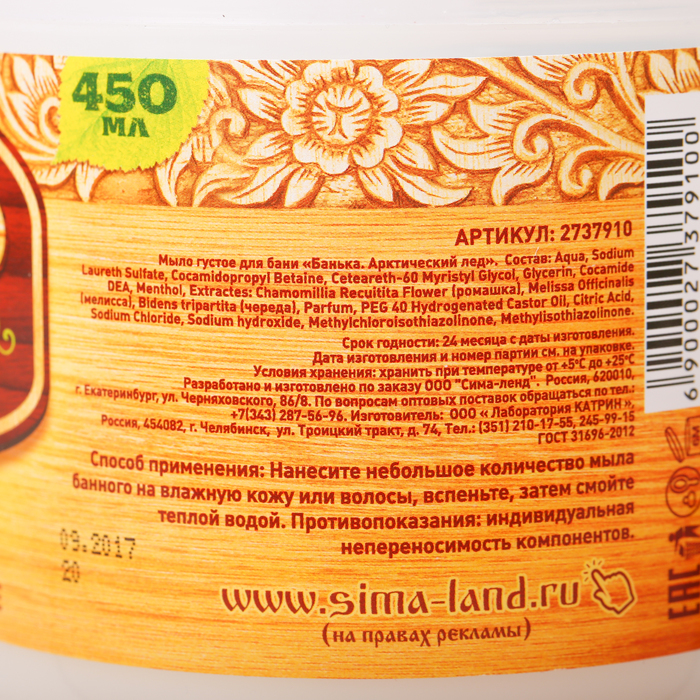 450
МЛ
АРТИКУЛ: 2737910
Мыло густое для бани «Банька. Арктический лед». Состав: Aqua, Sodium
Laureth Sulfate, Cocamidopropyl Betaine, Ceteareth-60 Myristyl Glycol, Glycerin, Cocamide
DEA, Menthol, Extractes: Chamomillia Recuitita Flower (ромашка), Melissa Officinalis
(мелисса), Bidens tripartita (череда), Parfum, PEG 40 Hydrogenated Castor Oil, Citric Acid,
Sodium Chloride, Sodium hydroxide, Methylchloroisothiazolinone, Methylisothiazolinone.
Срок годности: 24 месяца с даты изготовления.
Дата изготовления и номер партии см. на упаковке.
Условия хранения: хранить при температуре от +5°С до +25°С
Разработано и изготовлено по заказу ООО "Сима-ленд". Россия, 620010,
г. Екатеринбург, ул. Черняховского, 86/8. По вопросам оптовых поставок обращаться по тел.:
+7(343) 287-56-96. Изготовитель: ООО « Лаборатория КАТРИН »,
Россия, 454082, г. Челябинск, ул. Троицкий тракт, д. 74, Тел.: (351) 210-17-55, 245-99-15
ГОСТ 31696-2012
Способ применения: Нанесите небольшое количество мыла
банного на влажную кожу или волосы, вспеньте, затем смойте
теплой водой. Противопоказания: индивидуальная
непереносимость компонентов.
09.2017
20
www.sima-land.ru
(на правах рекламы)
6900027379100
EAC